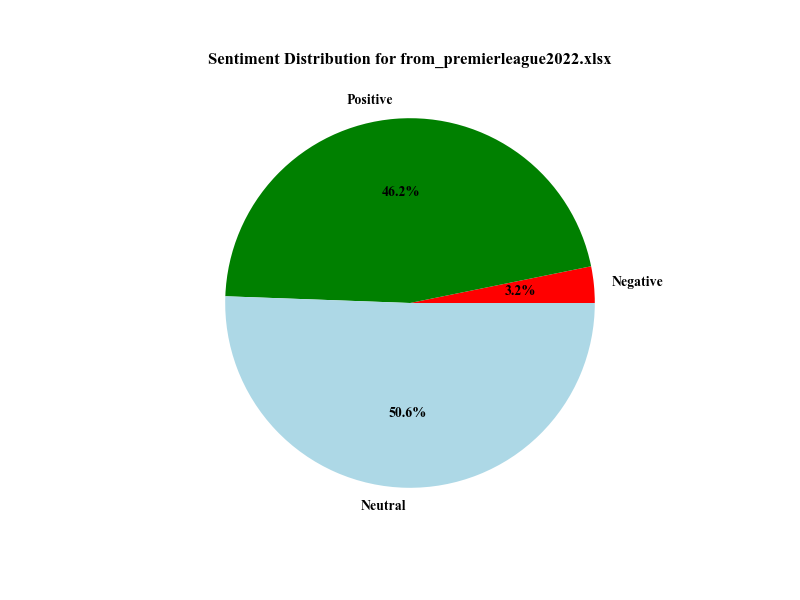 Sentiment Distribution for from_premierleague2022.xlsx
Positive
46.2%
Negative
3.2%
50.6%
Neutral